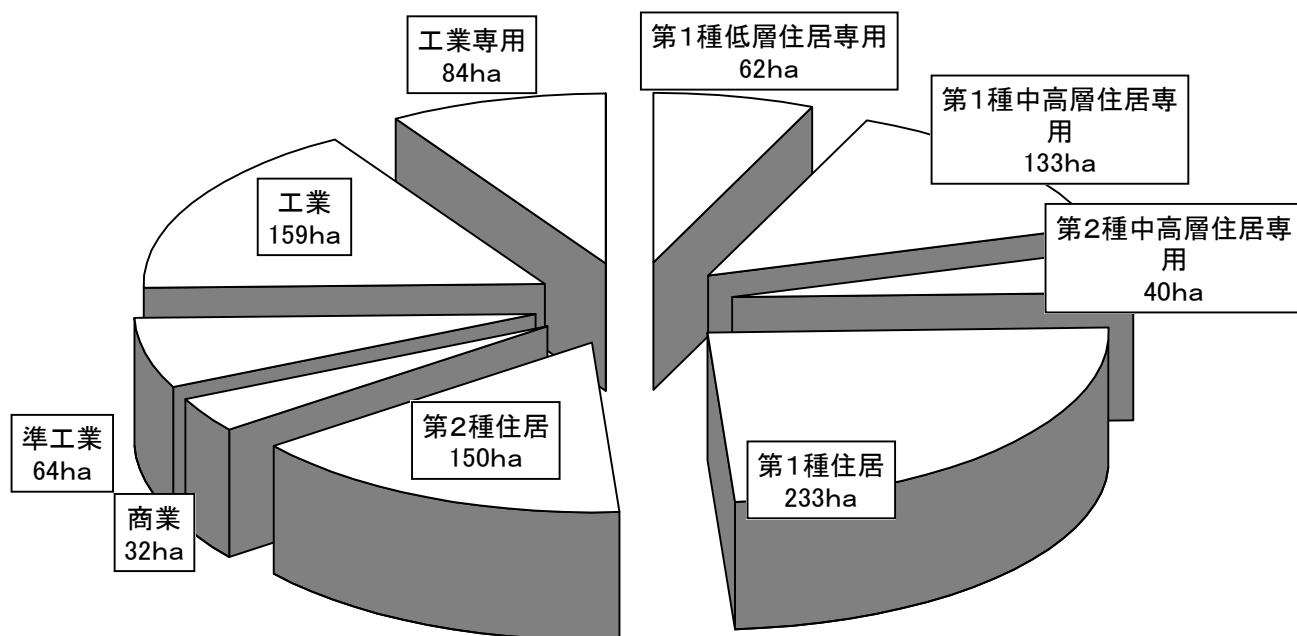 工業専用
84ha
第1種低層住居専用
62ha
第1種中高層住居専
用
133ha
第2種中高層住居専
用
40ha
工業
159ha
準工業
64ha
商業
32ha
第2種住居
150ha
第1種住居
233ha